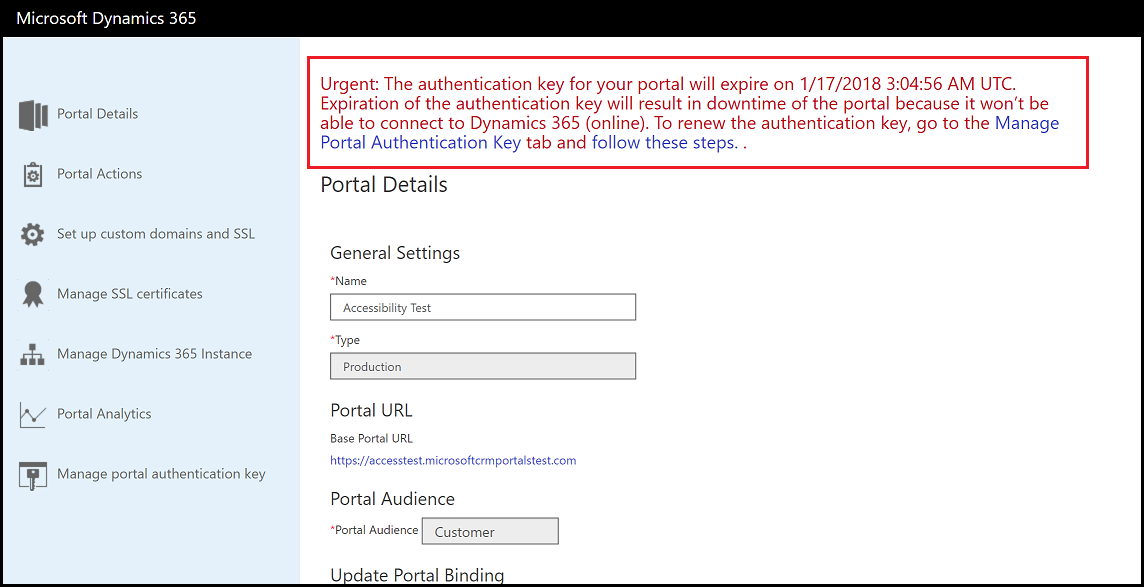 Microsoft Dynamics 365
Portal Details
Portal Actions
Set up custom domains and SSL
Manage SSL certificates
Manage Dynamics 365 Instance
Portal Analytics
Manage portal authentication key
Urgent: The authentication key for your portal will expire on 1/17/2018 3:04:56 AM UTC.
Expiration of the authentication key will result in downtime of the portal because it won’t be
able to connect to Dynamics 365 (online). To renew the authentication key, go to the Manage
Portal Authentication Key tab and follow these steps. .
Portal Details
General Settings
*Name
Accessibility Test
*Type
Production
Portal URL
Base Portal URL
https://accesstest.microsoftcrmportalstest.com
Portal Audience
*Portal Audience Customer
Update Portal Binding